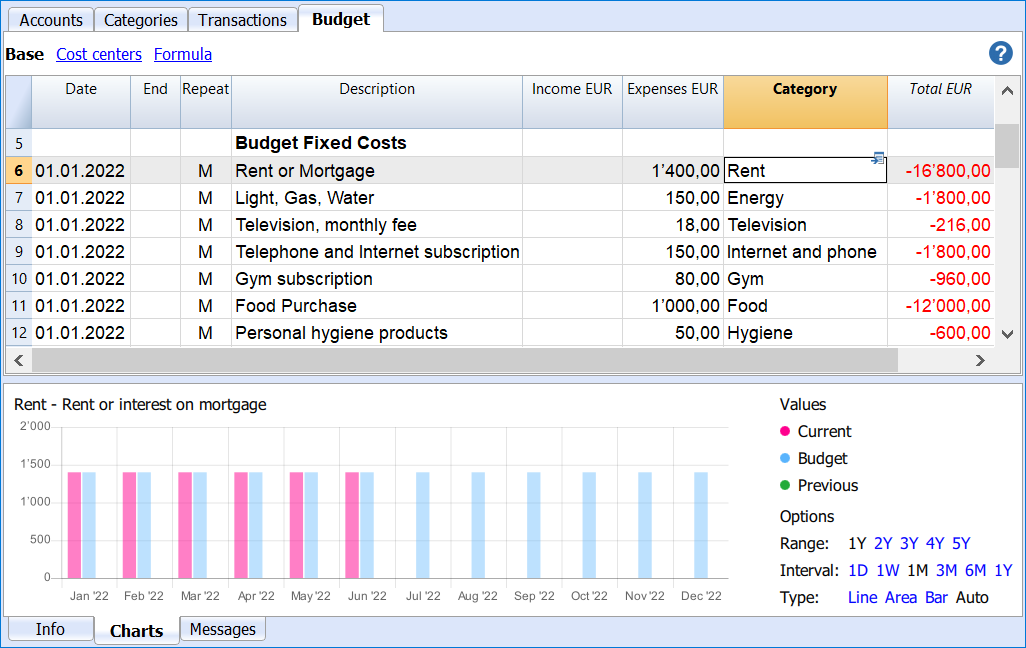 Accounts Categories Transactions Budget
Base Cost centers Formula ?
Date End Repeat Description Income EUR Expenses EUR Category Total EUR
5 Budget Fixed Costs
6 01.01.2022 M Rent or Mortgage 1’400,00 Rent -16’800,00
7 01.01.2022 M Light, Gas, Water 150,00 Energy -1’800,00
8 01.01.2022 M Television, monthly fee 18,00 Television -216,00
9 01.01.2022 M Telephone and Internet subscription 150,00 Internet and phone -1’800,00
10 01.01.2022 M Gym subscription 80,00 Gym -960,00
11 01.01.2022 M Food Purchase 1’000,00 Food -12’000,00
12 01.01.2022 M Personal hygiene products 50,00 Hygiene -600,00
Rent - Rent or interest on mortgage
2’000
1’500
1’000
500
0
Jan '22 Feb '22 Mar '22 Apr '22 May '22 Jun '22 Jul '22 Aug '22 Sep '22 Oct '22 Nov '22 Dec '22
Values
Current
Budget
Previous
Options
Range: 1Y 2Y 3Y 4Y 5Y
Interval: 1D 1W 1M 3M 6M 1Y
Type: Line Area Bar Auto
Info Charts Messages